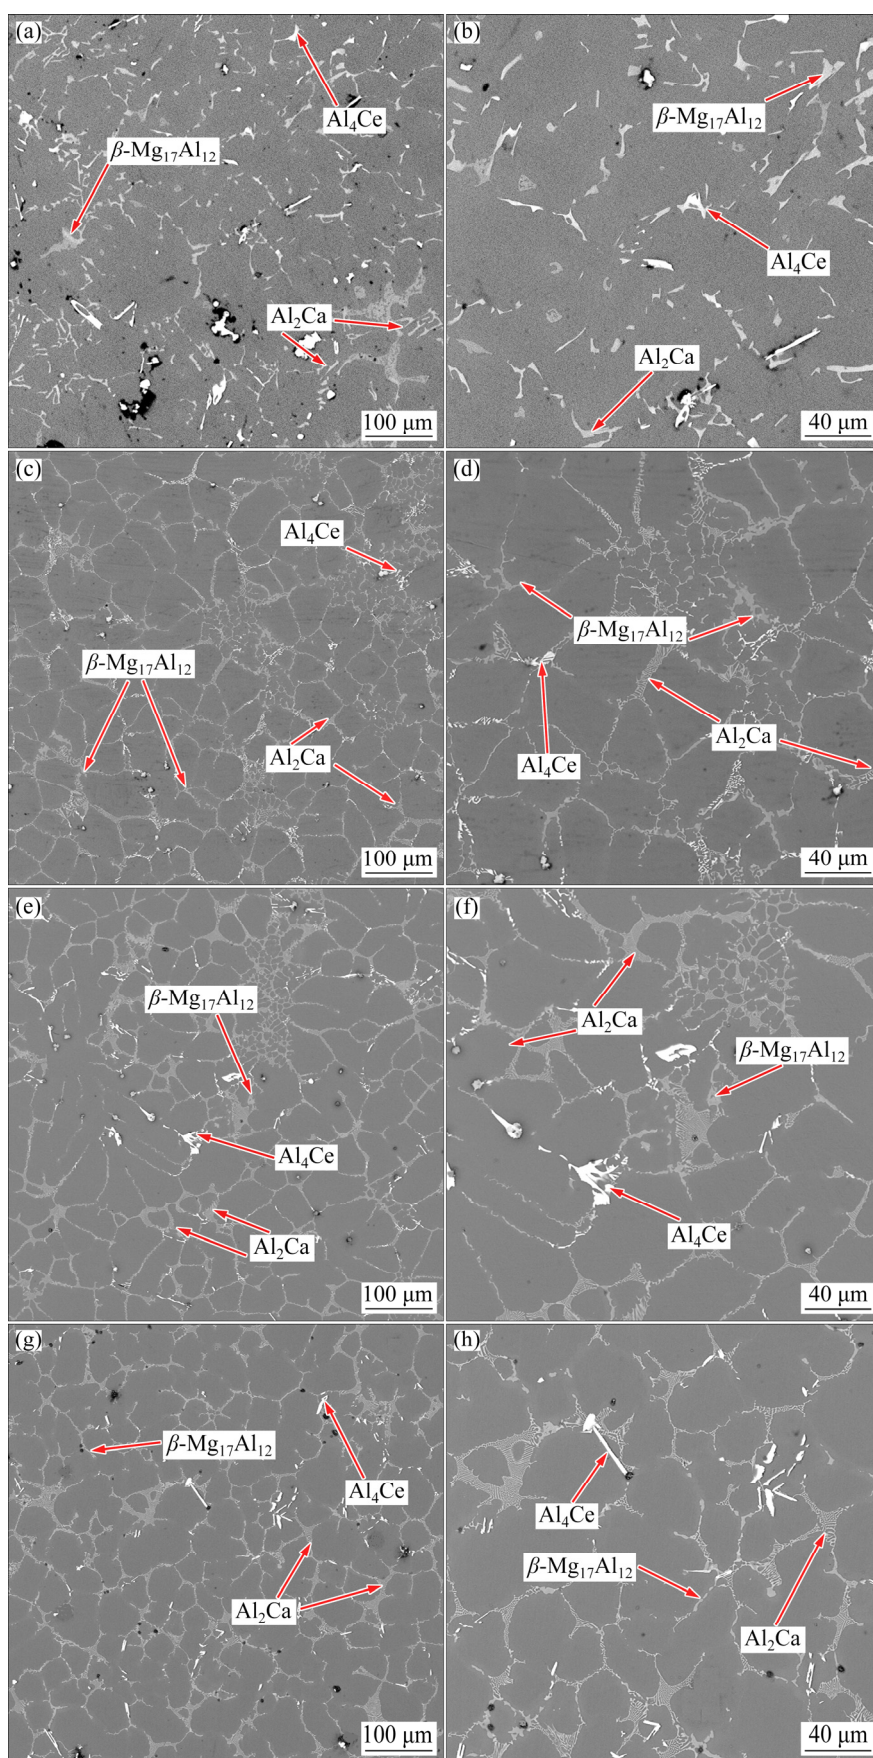 (a)
Al₄Ce
β-Mg₁₇Al₁₂
Al₂Ca
100 μm
(b)
β-Mg₁₇Al₁₂
Al₄Ce
Al₂Ca
40 μm
(c)
Al₄Ce
β-Mg₁₇Al₁₂
Al₂Ca
100 μm
(d)
β-Mg₁₇Al₁₂
Al₂Ca
Al₄Ce
40 μm
(e)
β-Mg₁₇Al₁₂
Al₄Ce
Al₂Ca
100 μm
(f)
Al₂Ca
β-Mg₁₇Al₁₂
Al₄Ce
40 μm
(g)
β-Mg₁₇Al₁₂
Al₄Ce
Al₂Ca
100 μm
(h)
Al₄Ce
β-Mg₁₇Al₁₂
Al₂Ca
40 μm